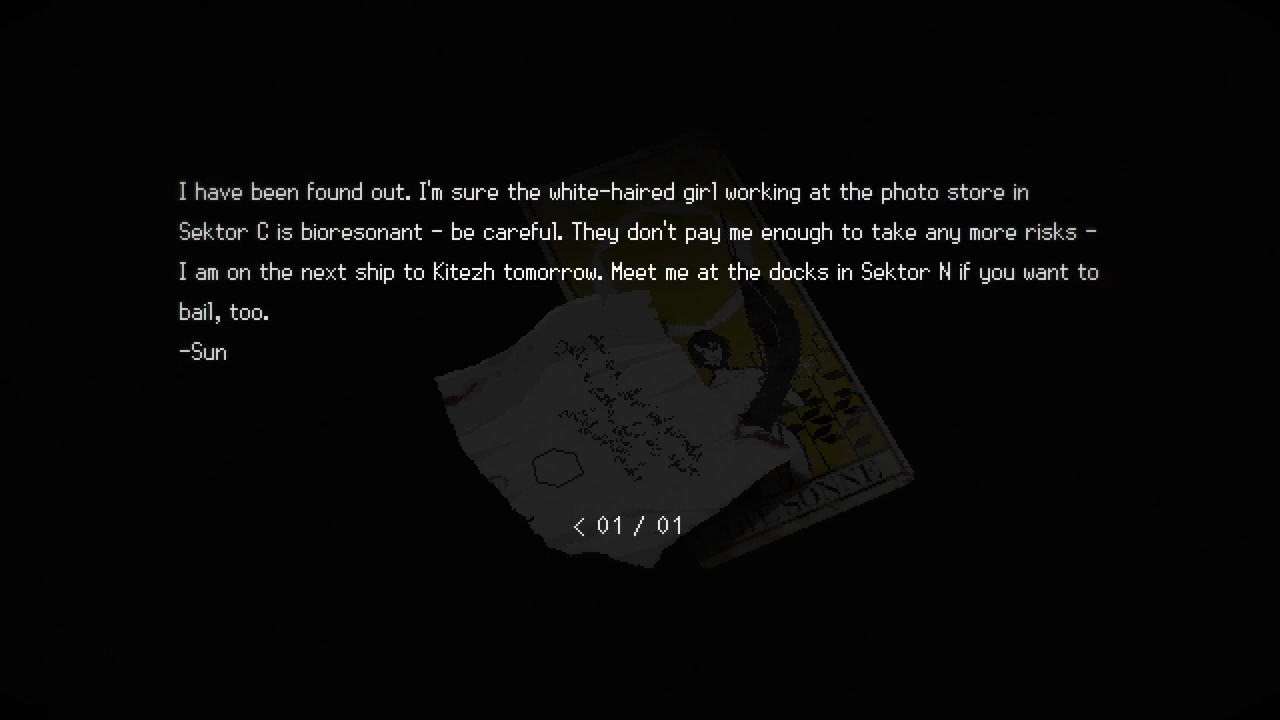 I have been found out. I'm sure the white-haired girl working at the photo store in
Sektor C is bioresonant - be careful. They don't pay me enough to take any more risks -
I am on the next ship to Kitezh tomorrow. Meet me at the docks in Sektor N if you want to
bail, too.
-Sun
DIE SONNE
< 01 / 01